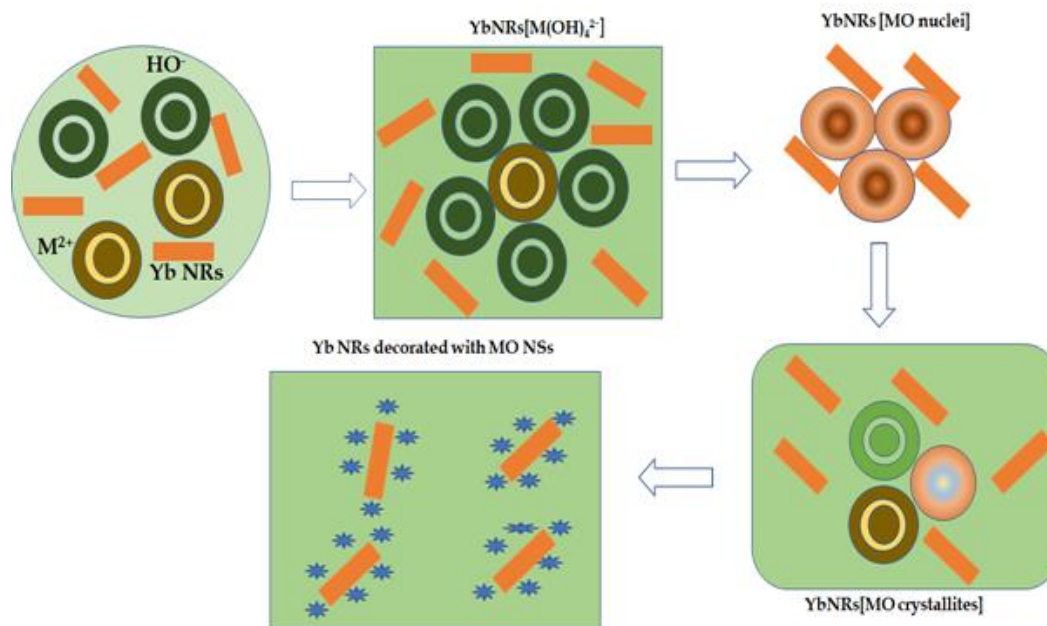 YbNRs[M(OH)₄²⁻]
YbNRs [MO nuclei]
HO⁻
M²⁺
Yb NRs
Yb NRs decorated with MO NSs
YbNRs[MO crystallites]